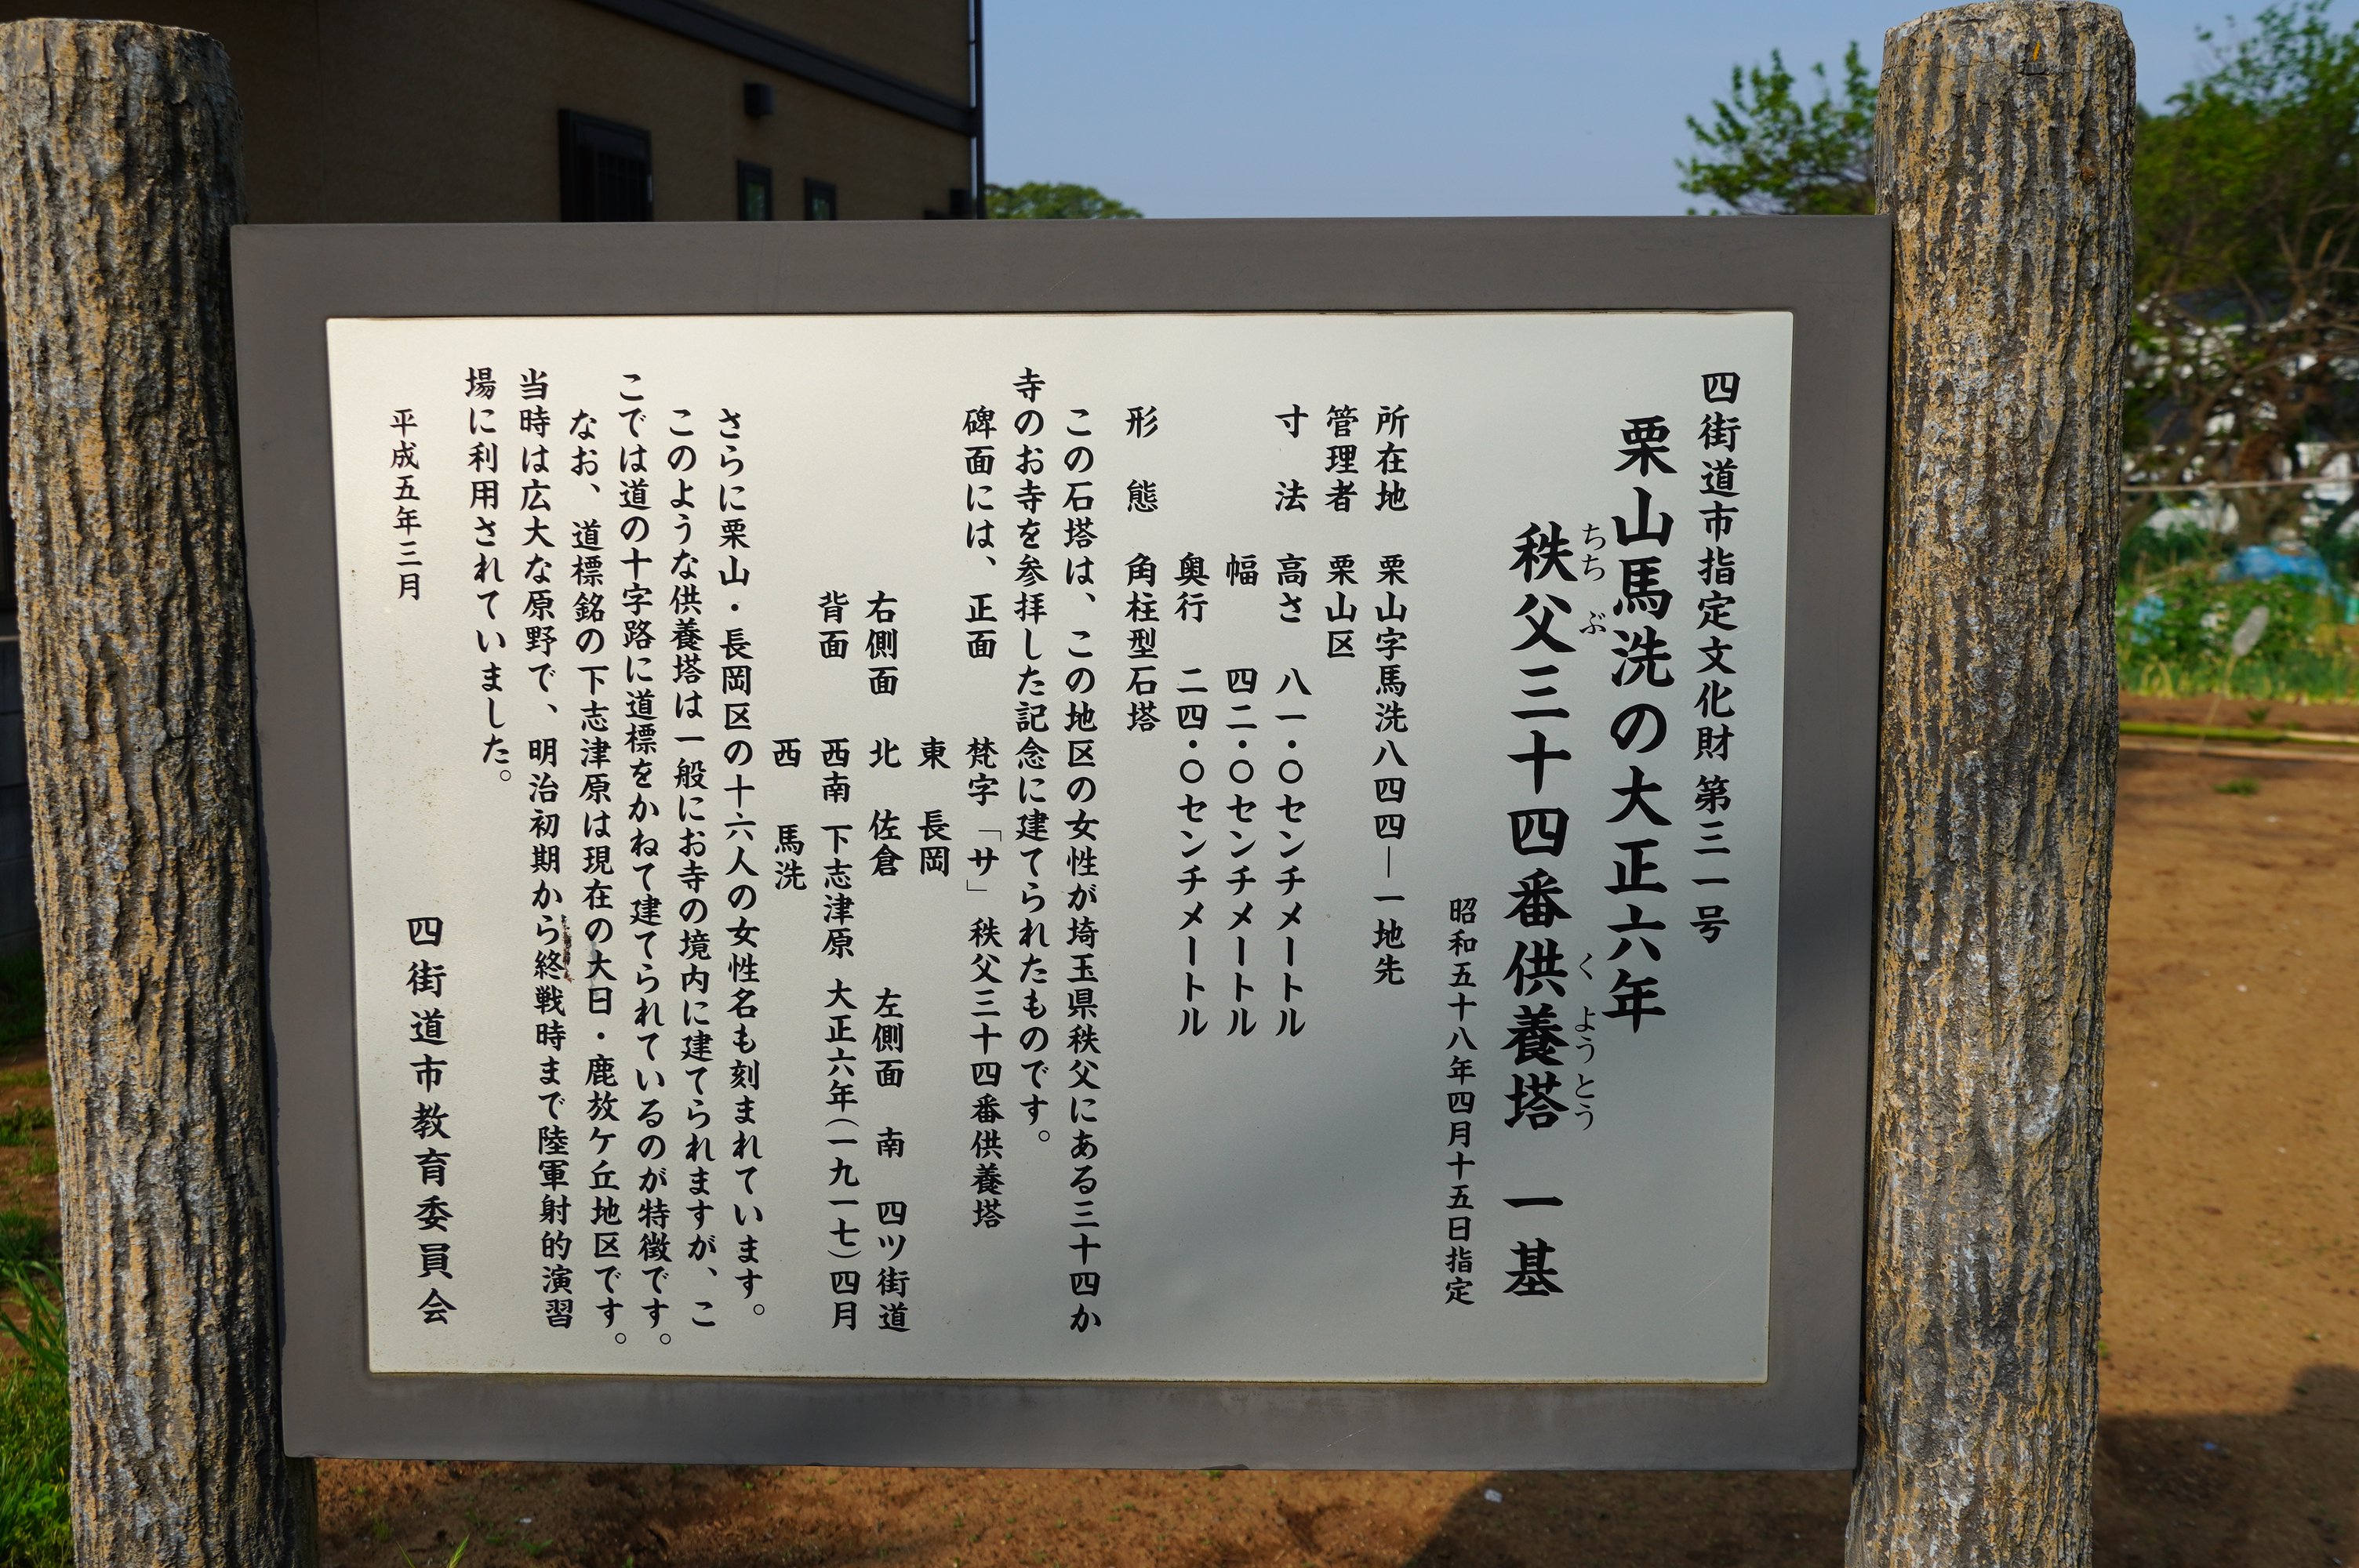 四街道市指定文化財 第三一号
栗山馬洗の大正六年
ちちぶ くようとう
秩父三十四番供養塔 一基
昭和五十八年四月十五日指定
所在地 栗山字馬洗八四四―一地先
管理者 栗山区
寸法 高さ 八一・〇センチメートル
幅 四二・〇センチメートル
奥行 二四・〇センチメートル
形態 角柱型石塔
この石塔は、この地区の女性が埼玉県秩父にある三十四か
寺のお寺を参拝した記念に建てられたものです。
碑面には、正面 梵字「サ」 秩父三十四番供養塔
東 長岡
右側面 北 佐倉 左側面 南 四ツ街道
背面 西南 下志津原 大正六年(一九一七)四月
西 馬洗
さらに栗山・長岡区の十六人の女性名も刻まれています。
このような供養塔は一般にお寺の境内に建てられますが、こ
こでは道の十字路に道標をかねて建てられているのが特徴です。
なお、道標銘の下志津原は現在の大日・鹿放ケ丘地区です。
当時は広大な原野で、明治初期から終戦時まで陸軍射的演習
場に利用されていました。
平成五年三月
四街道市教育委員会